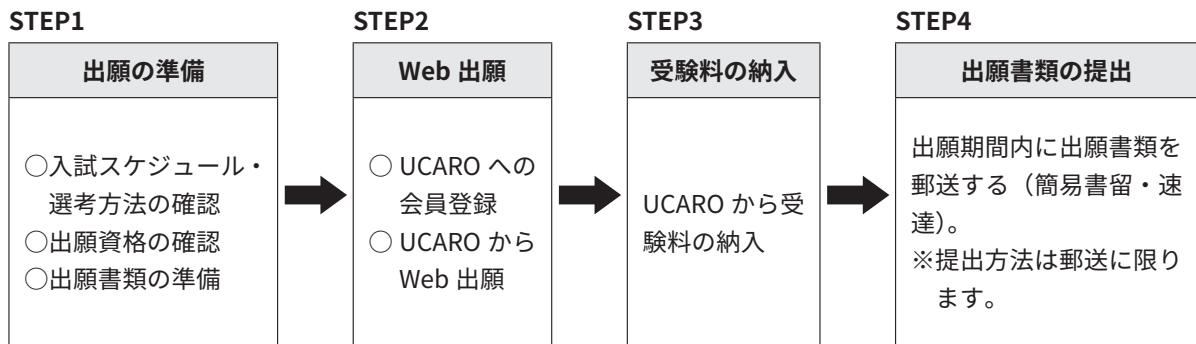 STEP1
出願の準備
○入試スケジュール・
選考方法の確認
○出願資格の確認
○出願書類の準備
STEP2
Web 出願
○ UCARO への
会員登録
○ UCARO から
Web 出願
STEP3
受験料の納入
UCARO から受
験料の納入
STEP4
出願書類の提出
出願期間内に出願書類を
郵送する（簡易書留・速
達）。
※提出方法は郵送に限り
ます。